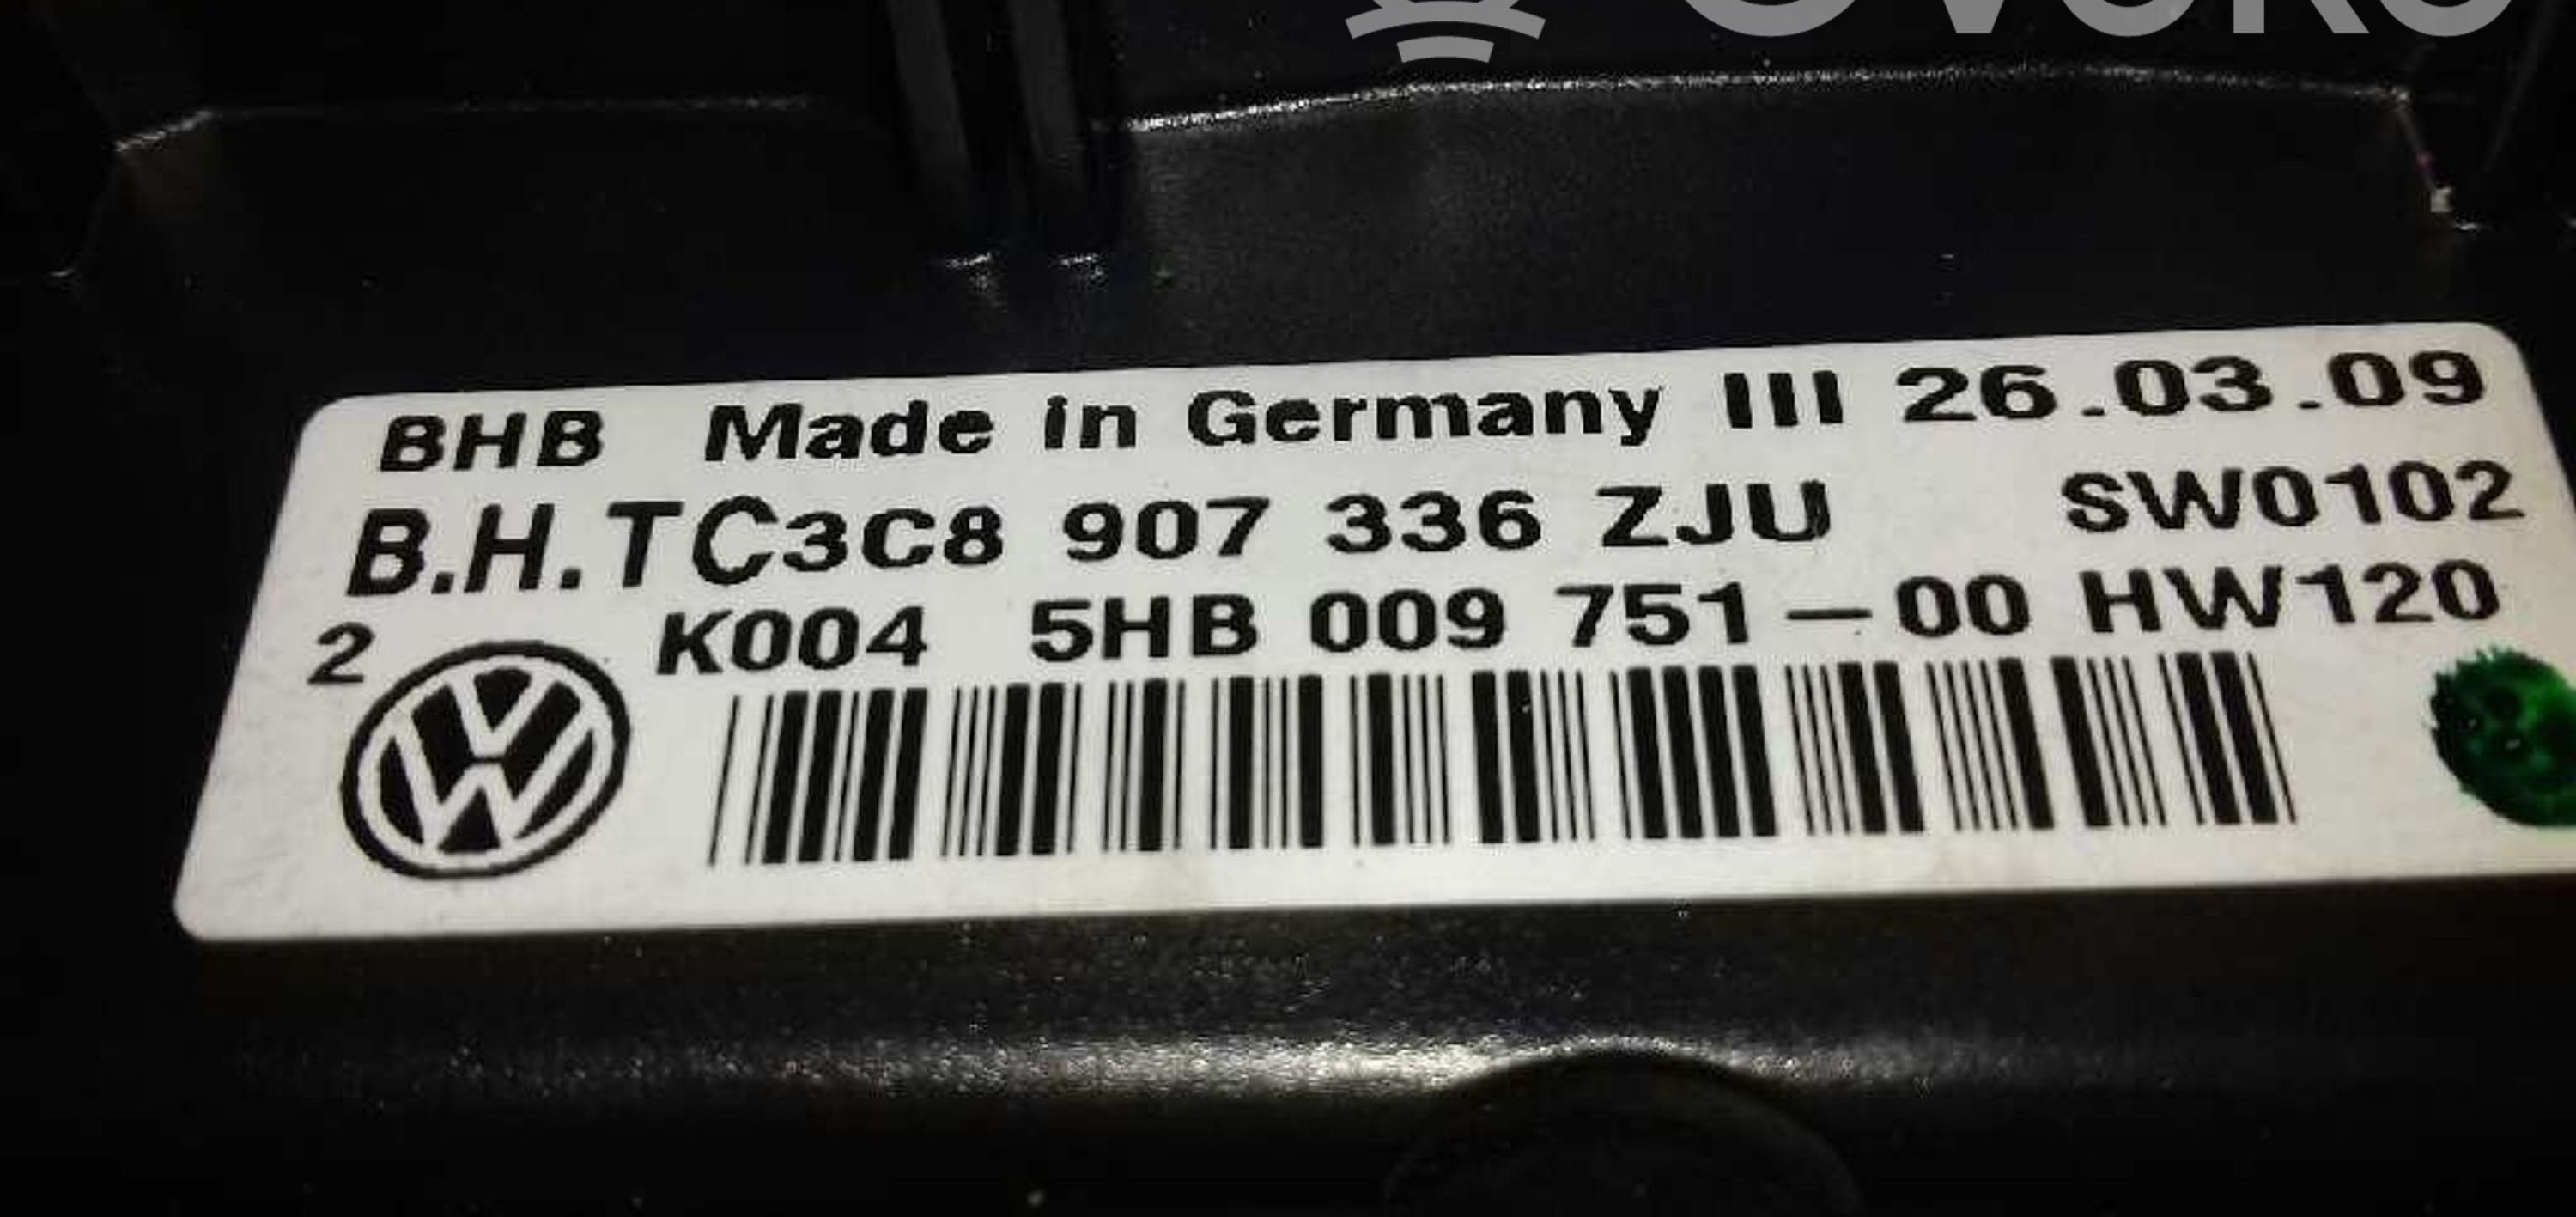 BHB Made in Germany III 26.03.09
B.H.TC3C8 907 336 ZJU SW0102
2 K004 5HB 009 751-00 HW120